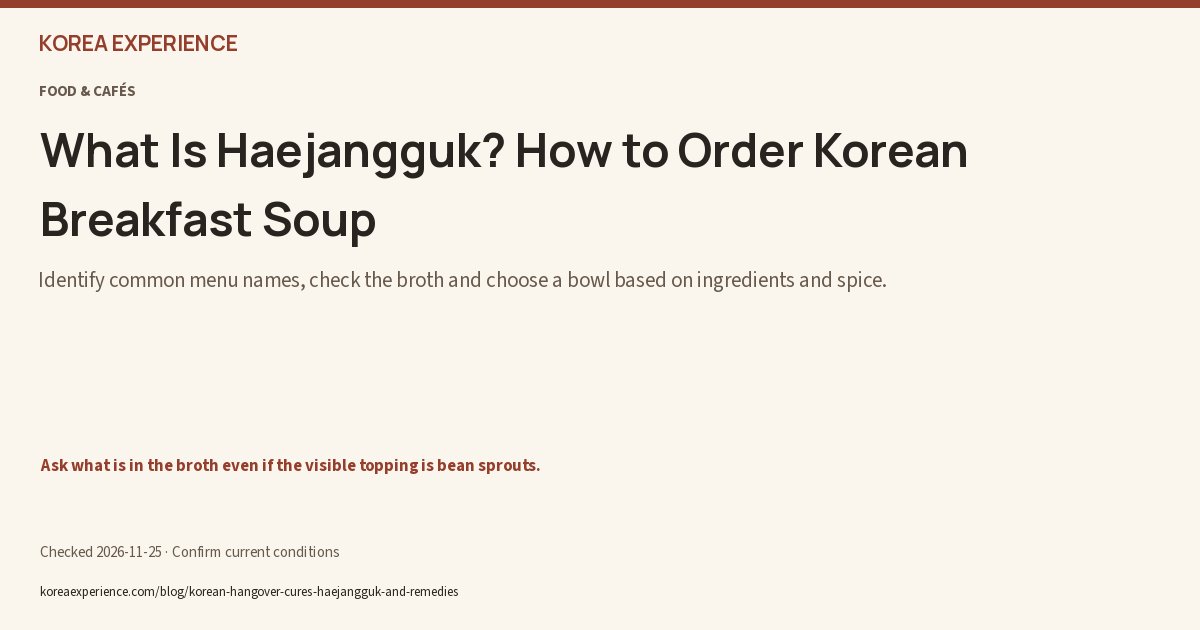 KOREA EXPERIENCE
FOOD & CAFÉS
What Is Haejangguk? How to Order Korean
Breakfast Soup
Identify common menu names, check the broth and choose a bowl based on ingredients and spice.
Ask what is in the broth even if the visible topping is bean sprouts.
Checked 2026-11-25 · Confirm current conditions
koreaexperience.com/blog/korean-hangover-cures-haejangguk-and-remedies